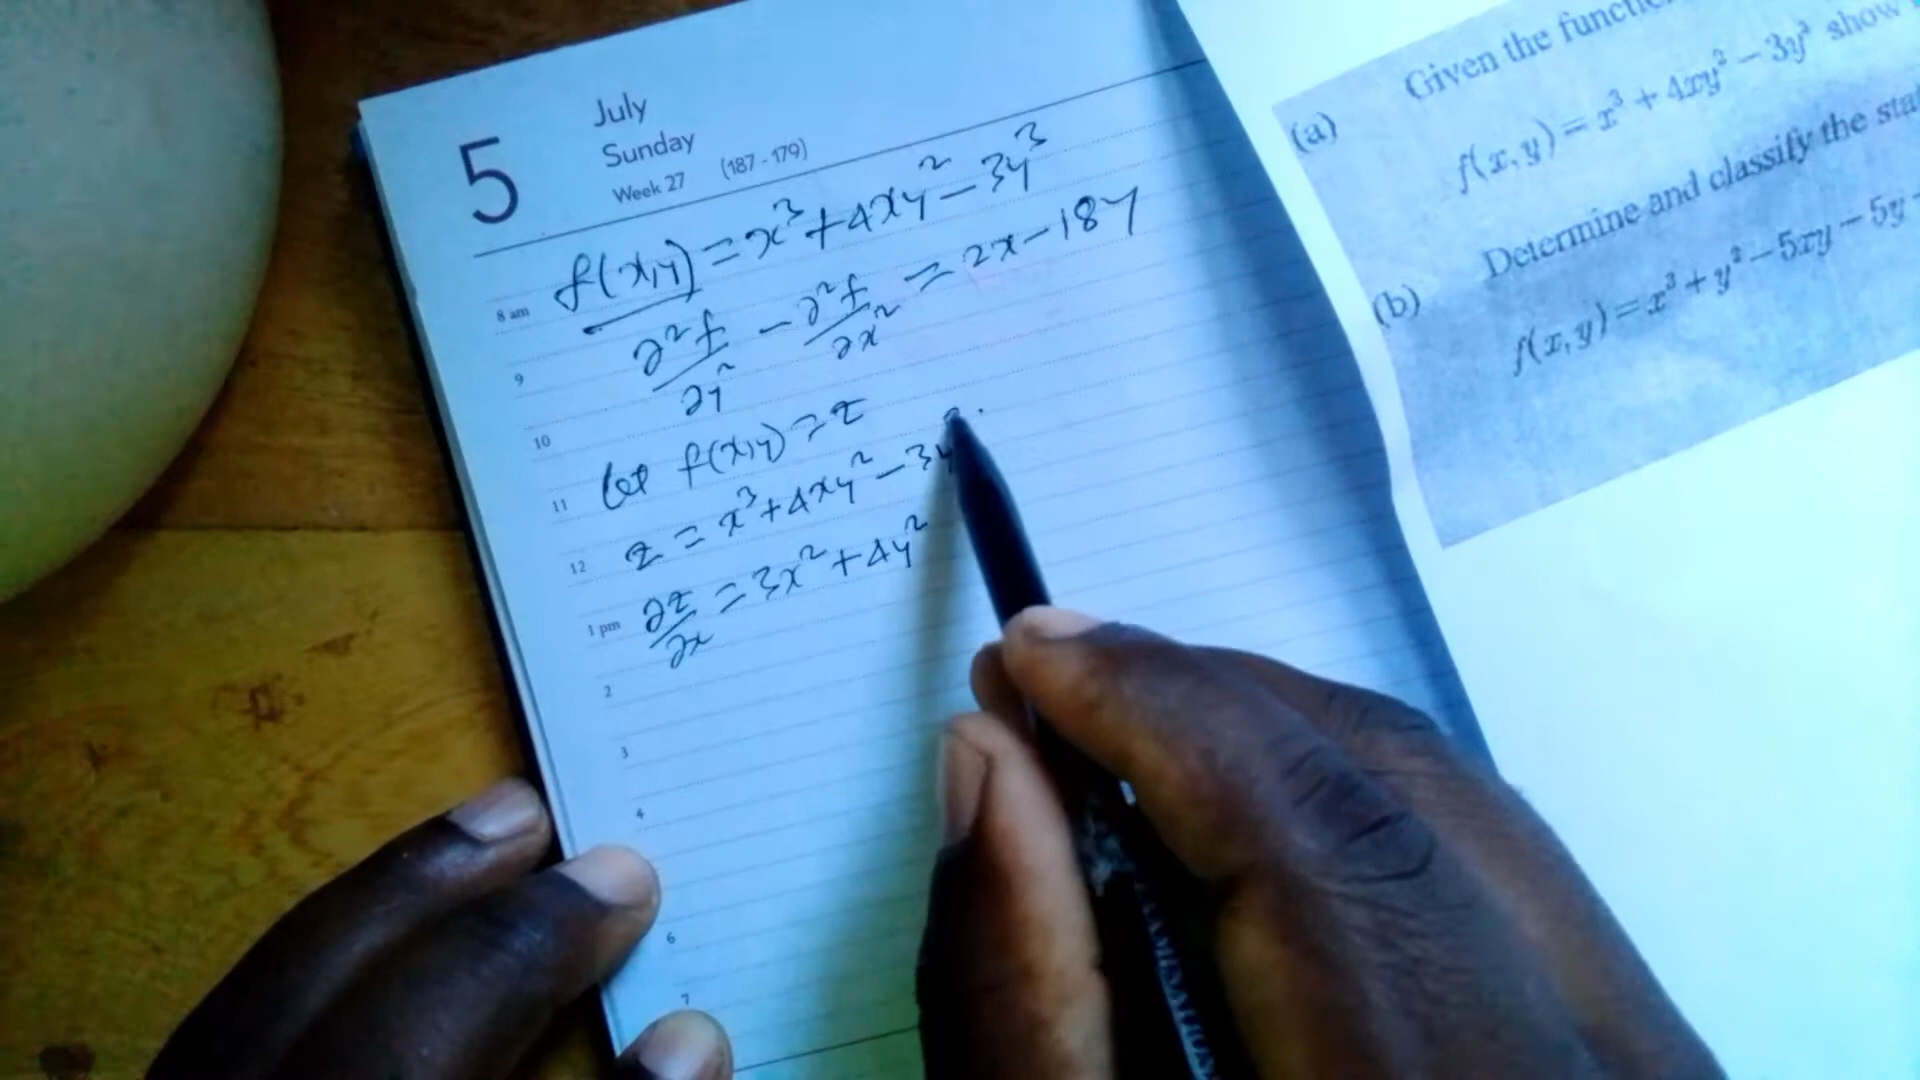 5
July
Sunday
Week 27 (187 - 179)
f(x,y) = x³ + 4xy² - 3y³
∂²f/∂y² - ∂²f/∂x² = 2x - 18y
let f(x,y) = z
z = x³ + 4xy² - 3y
∂z/∂x = 3x² + 4y²
8 am
9
10
11
12
1 pm
2
3
4
6
7
(a) Given the
f(x, y) = x³ + 4xy² - 3y³ show
Determine and classify the
(b) f(x, y) = x³ + y² - 5xy - 5y